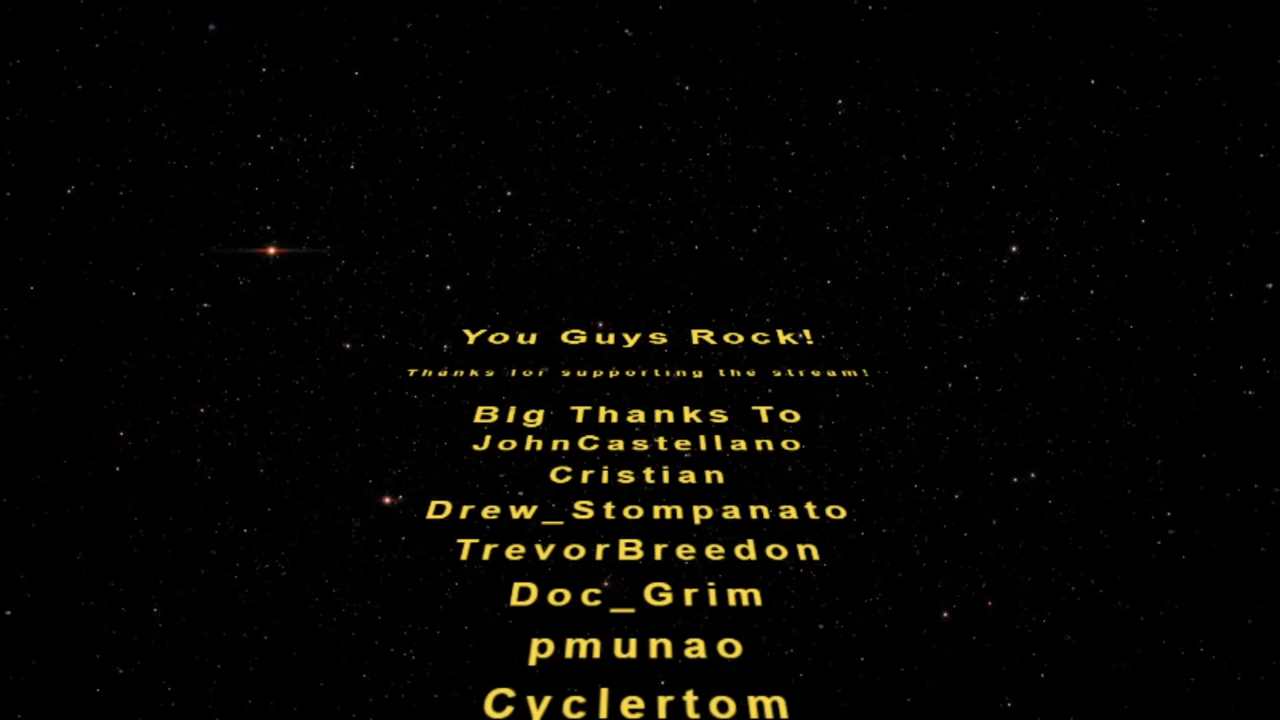 You Guys Rock!
Thanks for supporting the stream!
Big Thanks To
JohnCastellano
Cristian
Drew_Stompanato
TrevorBreedon
Doc_Grim
pmunao
Cyclertom